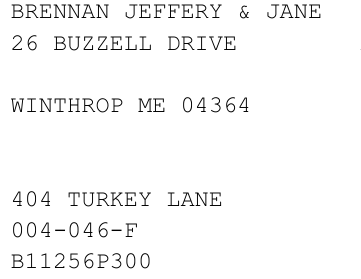 BRENNAN JEFFERY & JANE
26 BUZZELL DRIVE
WINTHROP ME 04364
404 TURKEY LANE
004-046-F
B11256P300